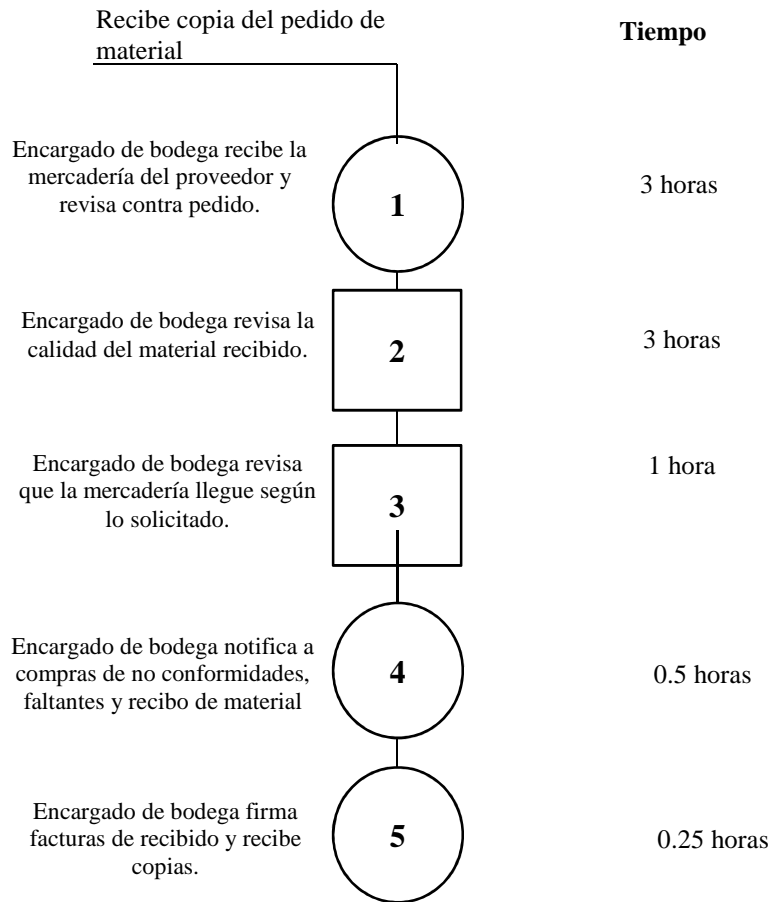 Recibe copia del pedido de
material
Tiempo
Encargado de bodega recibe la
mercadería del proveedor y
revisa contra pedido.
1
3 horas
Encargado de bodega revisa la
calidad del material recibido.
2
3 horas
Encargado de bodega revisa
que la mercadería llegue según
lo solicitado.
3
1 hora
Encargado de bodega notifica a
compras de no conformidades,
faltantes y recibo de material
4
0.5 horas
Encargado de bodega firma
facturas de recibido y recibe
copias.
5
0.25 horas